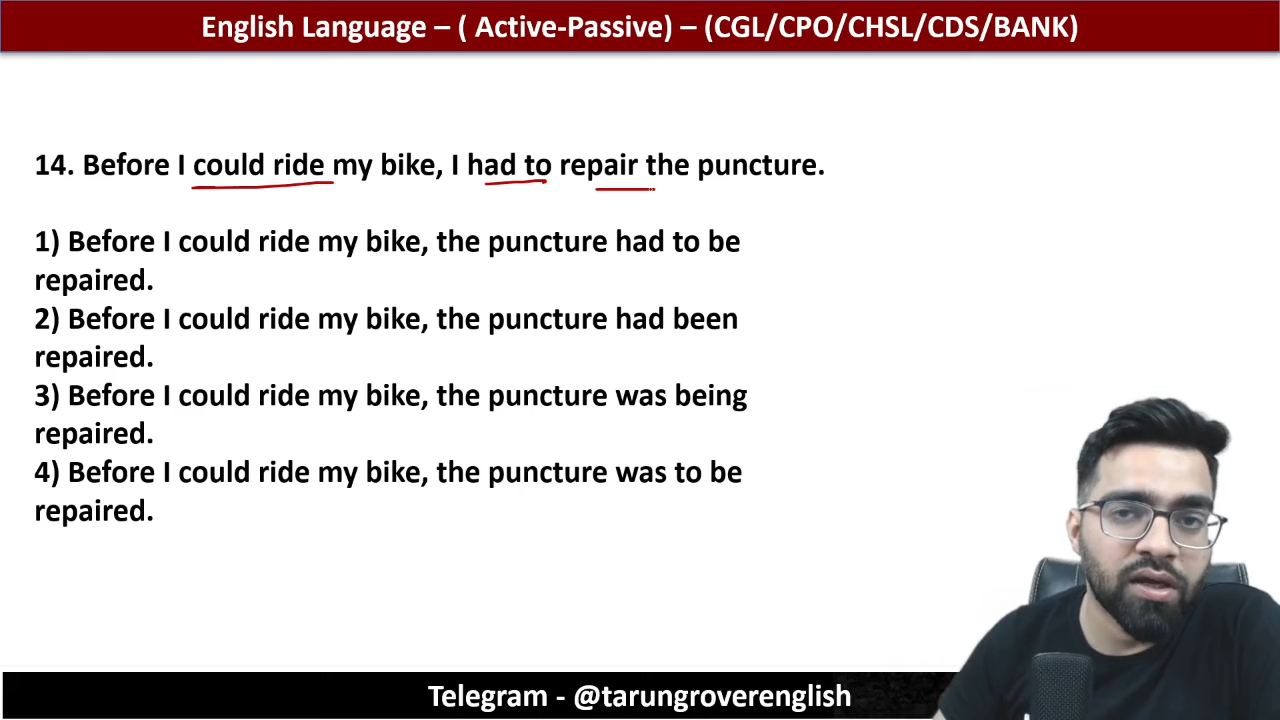 English Language – ( Active-Passive) – (CGL/CPO/CHSL/CDS/BANK)
14. Before I could ride my bike, I had to repair the puncture.
1) Before I could ride my bike, the puncture had to be
repaired.
2) Before I could ride my bike, the puncture had been
repaired.
3) Before I could ride my bike, the puncture was being
repaired.
4) Before I could ride my bike, the puncture was to be
repaired.
Telegram - @tarungroverenglish